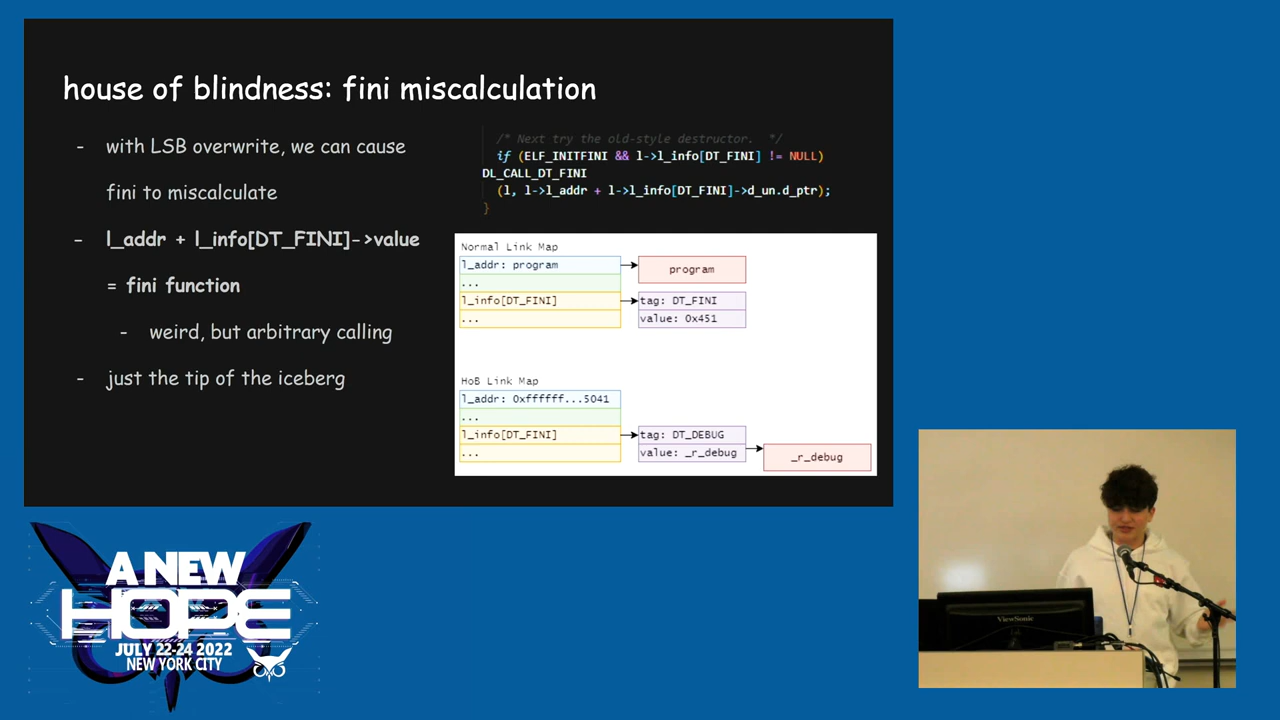 house of blindness: fini miscalculation
- with LSB overwrite, we can cause
fini to miscalculate
- l_addr + l_info[DT_FINI]->value
= fini function
- weird, but arbitrary calling
- just the tip of the iceberg
/* Next try the old-style destructor. */
if (ELF_INITFINI && l->l_info[DT_FINI] != NULL)
DL_CALL_DT_FINI
(l, l->l_addr + l->l_info[DT_FINI]->d_un.d_ptr);
}
Normal Link Map
l_addr: program
program
...
l_info[DT_FINI]
tag: DT_FINI
...
value: 0x451
HoB Link Map
l_addr: 0xffffff...5041
...
l_info[DT_FINI]
tag: DT_DEBUG
...
value: _r_debug
_r_debug
A NEW
HOPE
JULY 22-24 2022
NEW YORK CITY
ViewSonic